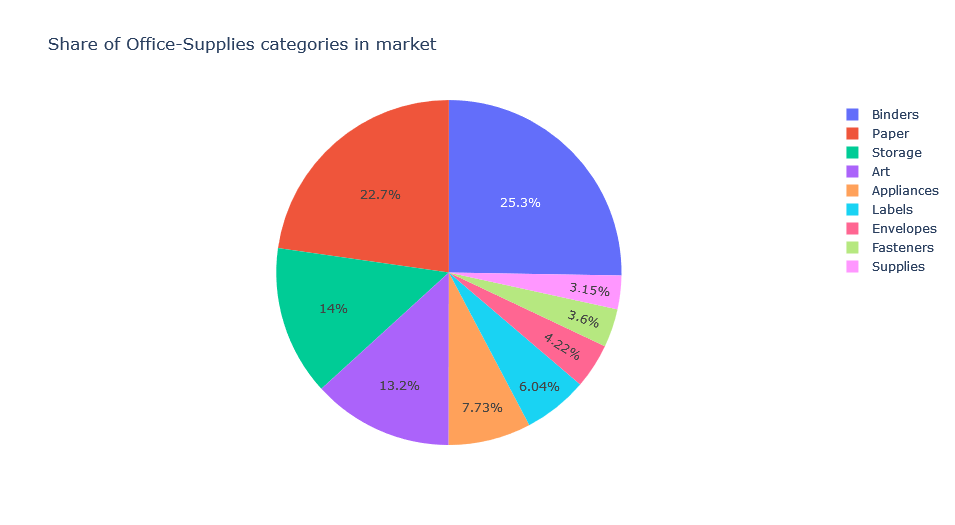 Share of Office-Supplies categories in market
25.3%
22.7%
14%
13.2%
7.73%
6.04%
4.22%
3.6%
3.15%
Binders
Paper
Storage
Art
Appliances
Labels
Envelopes
Fasteners
Supplies